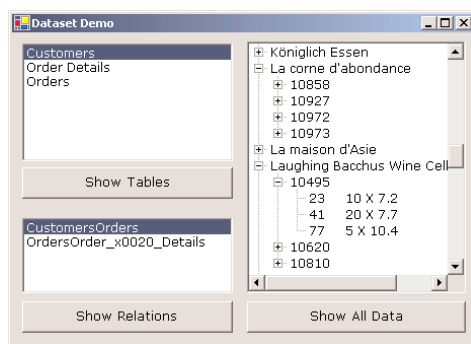 Dataset Demo
Customers
Order Details
Orders
Show Tables
CustomersOrders
OrdersOrder_x0020_Details
Show Relations
Königlich Essen
La corne d'abondance
10858
10927
10972
10973
La maison d'Asie
Laughing Bacchus Wine Cell
10495
23 10 X 7.2
41 20 X 7.7
77 5 X 10.4
10620
10810
Show All Data